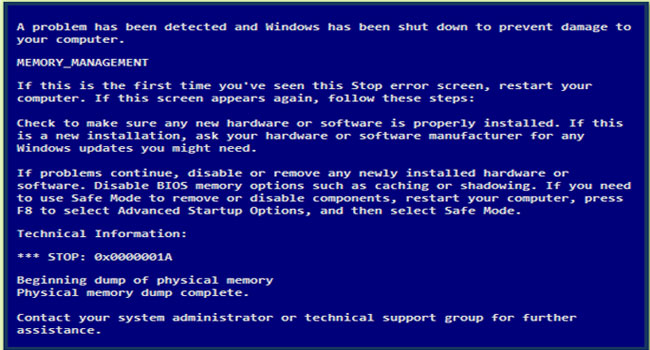 A problem has been detected and Windows has been shut down to prevent damage to
your computer.
MEMORY_MANAGEMENT
If this is the first time you've seen this Stop error screen, restart your
computer. If this screen appears again, follow these steps:
Check to make sure any new hardware or software is properly installed. If this
is a new installation, ask your hardware or software manufacturer for any
Windows updates you might need.
If problems continue, disable or remove any newly installed hardware or
software. Disable BIOS memory options such as caching or shadowing. If you need
to use Safe Mode to remove or disable components, restart your computer, press
F8 to select Advanced Startup Options, and then select Safe Mode.
Technical Information:
*** STOP: 0x0000001A
Beginning dump of physical memory
Physical memory dump complete.
Contact your system administrator or technical support group for further
assistance.